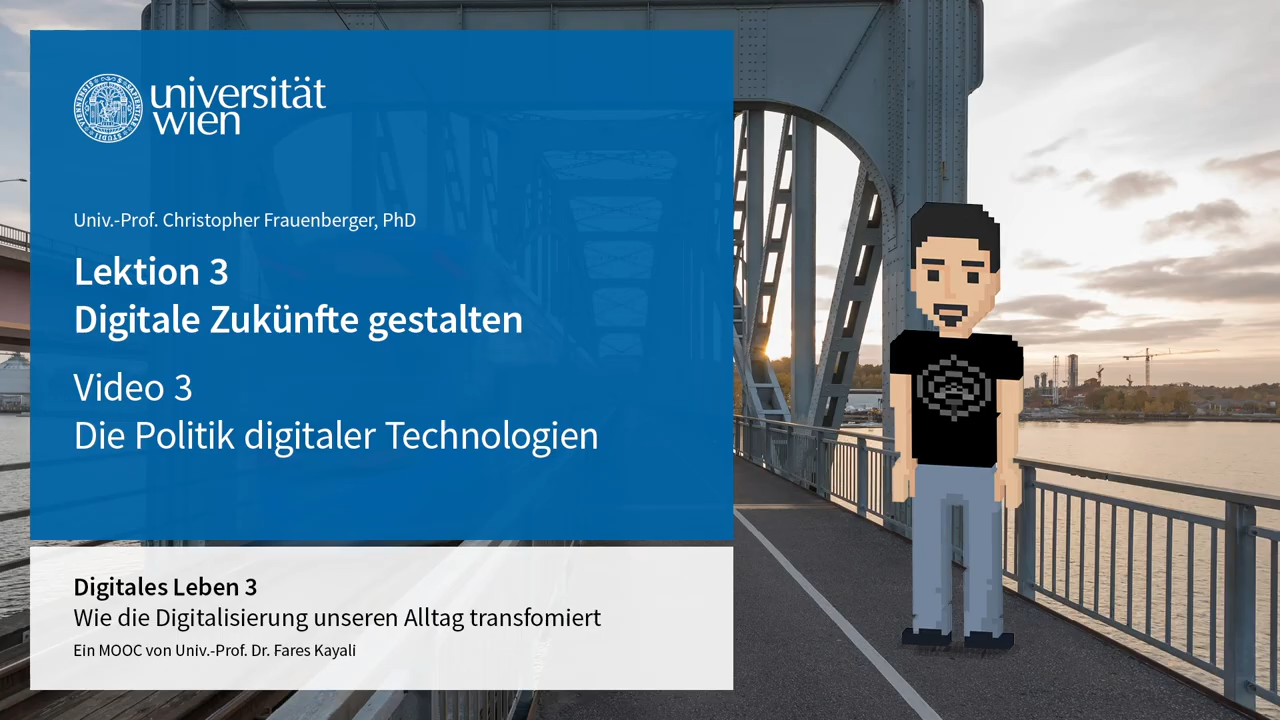 universität
wien
Univ.-Prof. Christopher Frauenberger, PhD
Lektion 3
Digitale Zukünfte gestalten
Video 3
Die Politik digitaler Technologien
Digitales Leben 3
Wie die Digitalisierung unseren Alltag transfomiert
Ein MOOC von Univ.-Prof. Dr. Fares Kayali